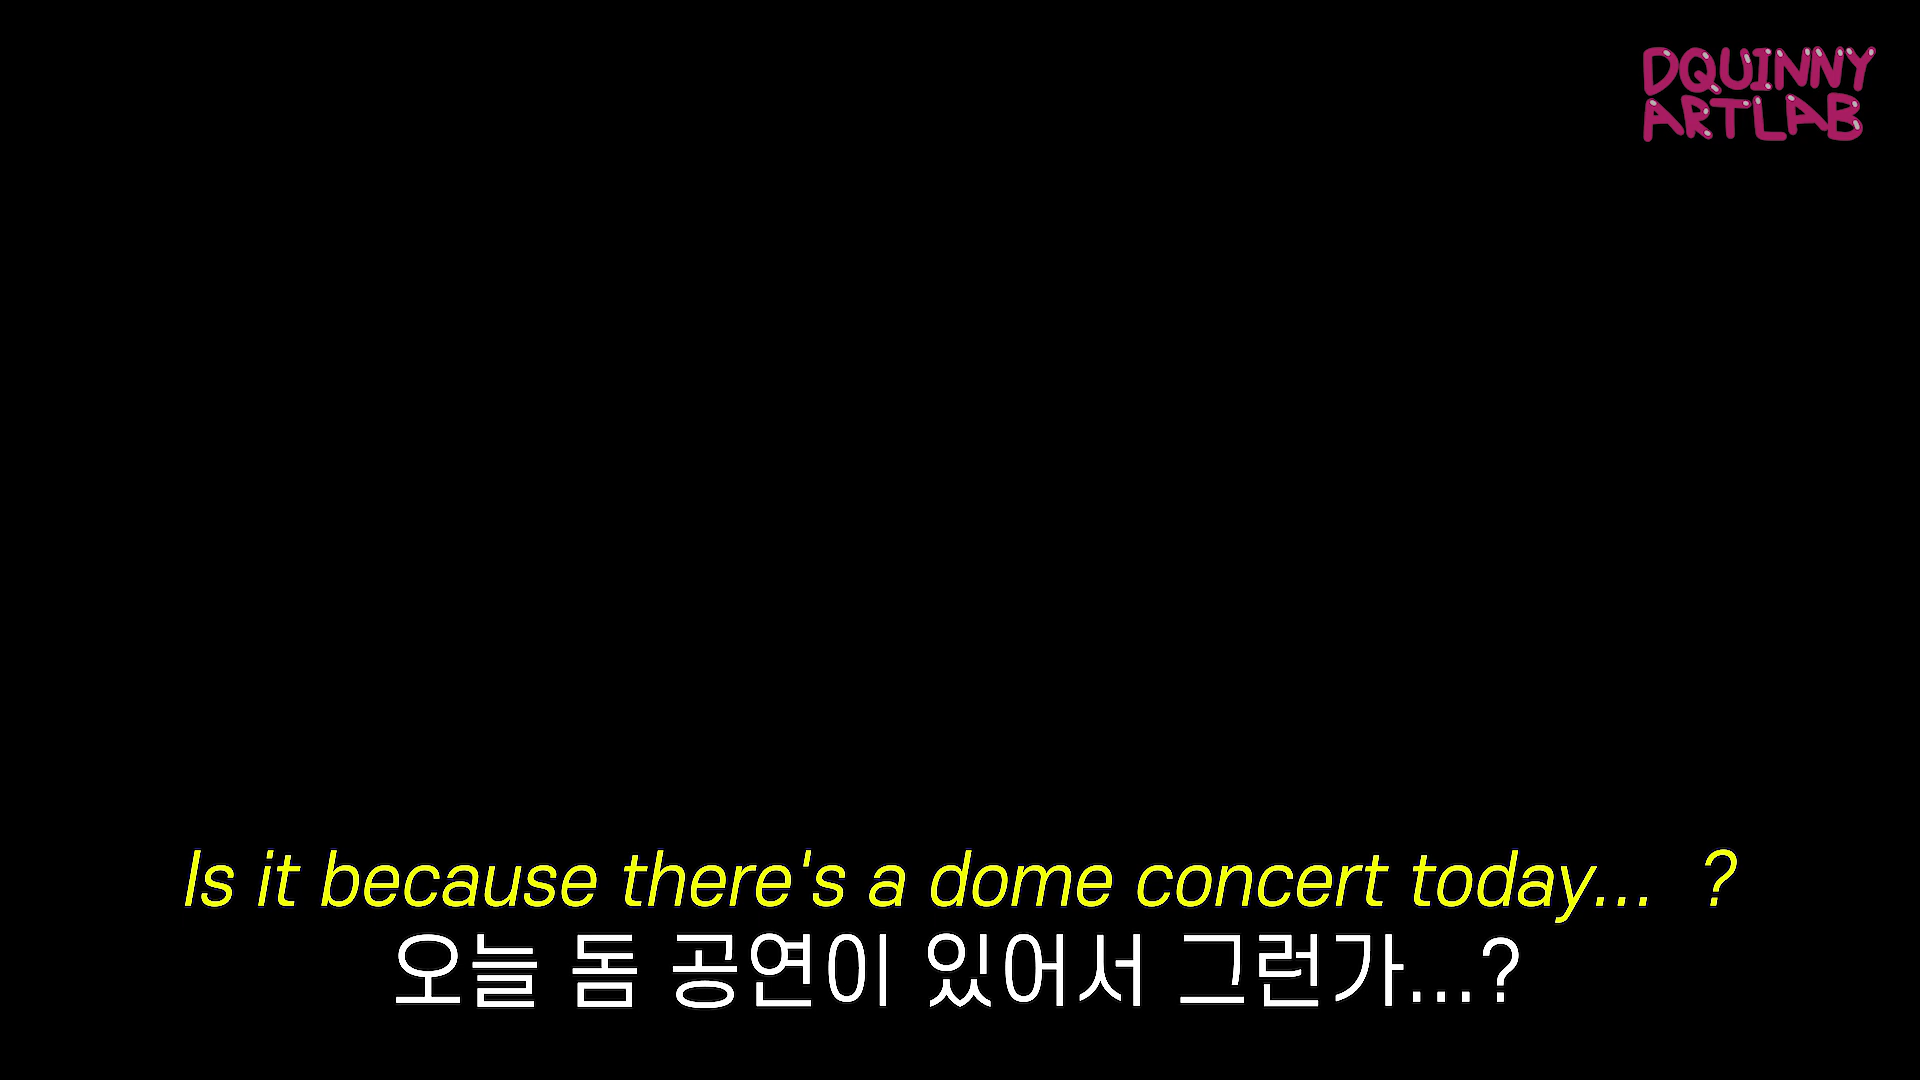 DQUINNY
ARTLAB
Is it because there's a dome concert today... ?
오늘 돔 공연이 있어서 그런가...?